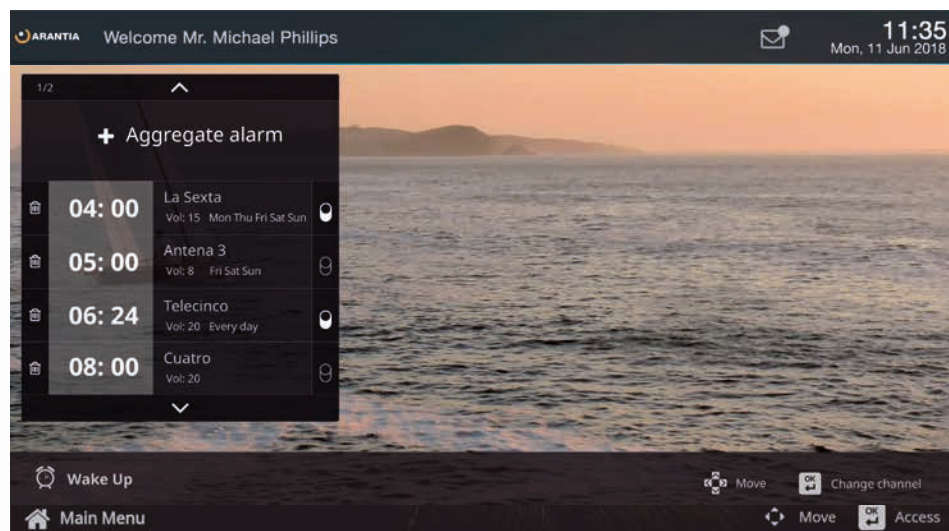 ARANTIA Welcome Mr. Michael Phillips
11:35
Mon, 11 Jun 2018
1/2
+ Aggregate alarm
04: 00
La Sexta
Vol: 15 Mon Thu Fri Sat Sun
05: 00
Antena 3
Vol: 8 Fri Sat Sun
06: 24
Telecinco
Vol: 20 Every day
08: 00
Cuatro
Vol: 20
Wake Up
Move
OK
Change channel
Main Menu
Move
OK
Access